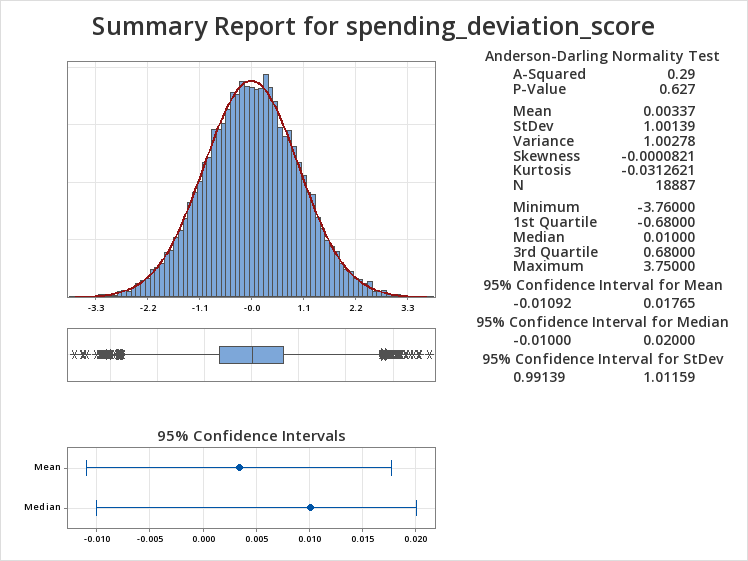 Summary Report for spending_deviation_score
Anderson-Darling Normality Test
A-Squared 0.29
P-Value 0.627
Mean 0.00337
StDev 1.00139
Variance 1.00278
Skewness -0.0000821
Kurtosis -0.0312621
N 18887
Minimum -3.76000
1st Quartile -0.68000
Median 0.01000
3rd Quartile 0.68000
Maximum 3.75000
95% Confidence Interval for Mean
-0.01092 0.01765
95% Confidence Interval for Median
-0.01000 0.02000
95% Confidence Interval for StDev
0.99139 1.01159
-3.3 -2.2 -1.1 -0.0 1.1 2.2 3.3
95% Confidence Intervals
Mean
Median
-0.010 -0.005 0.000 0.005 0.010 0.015 0.020